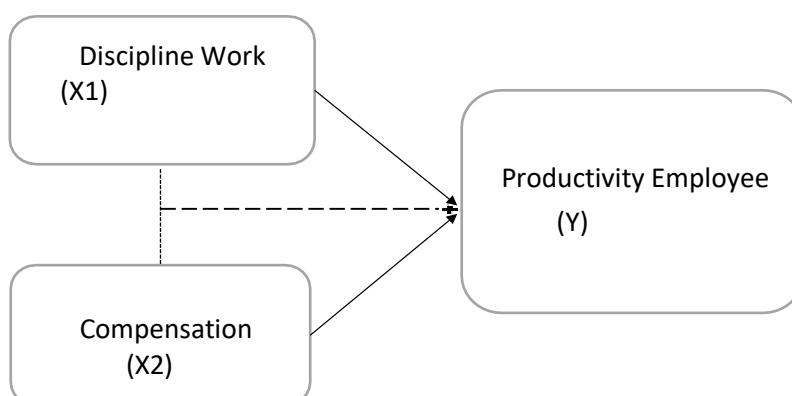 Discipline Work
(X1)
Productivity Employee
(Y)
Compensation
(X2)